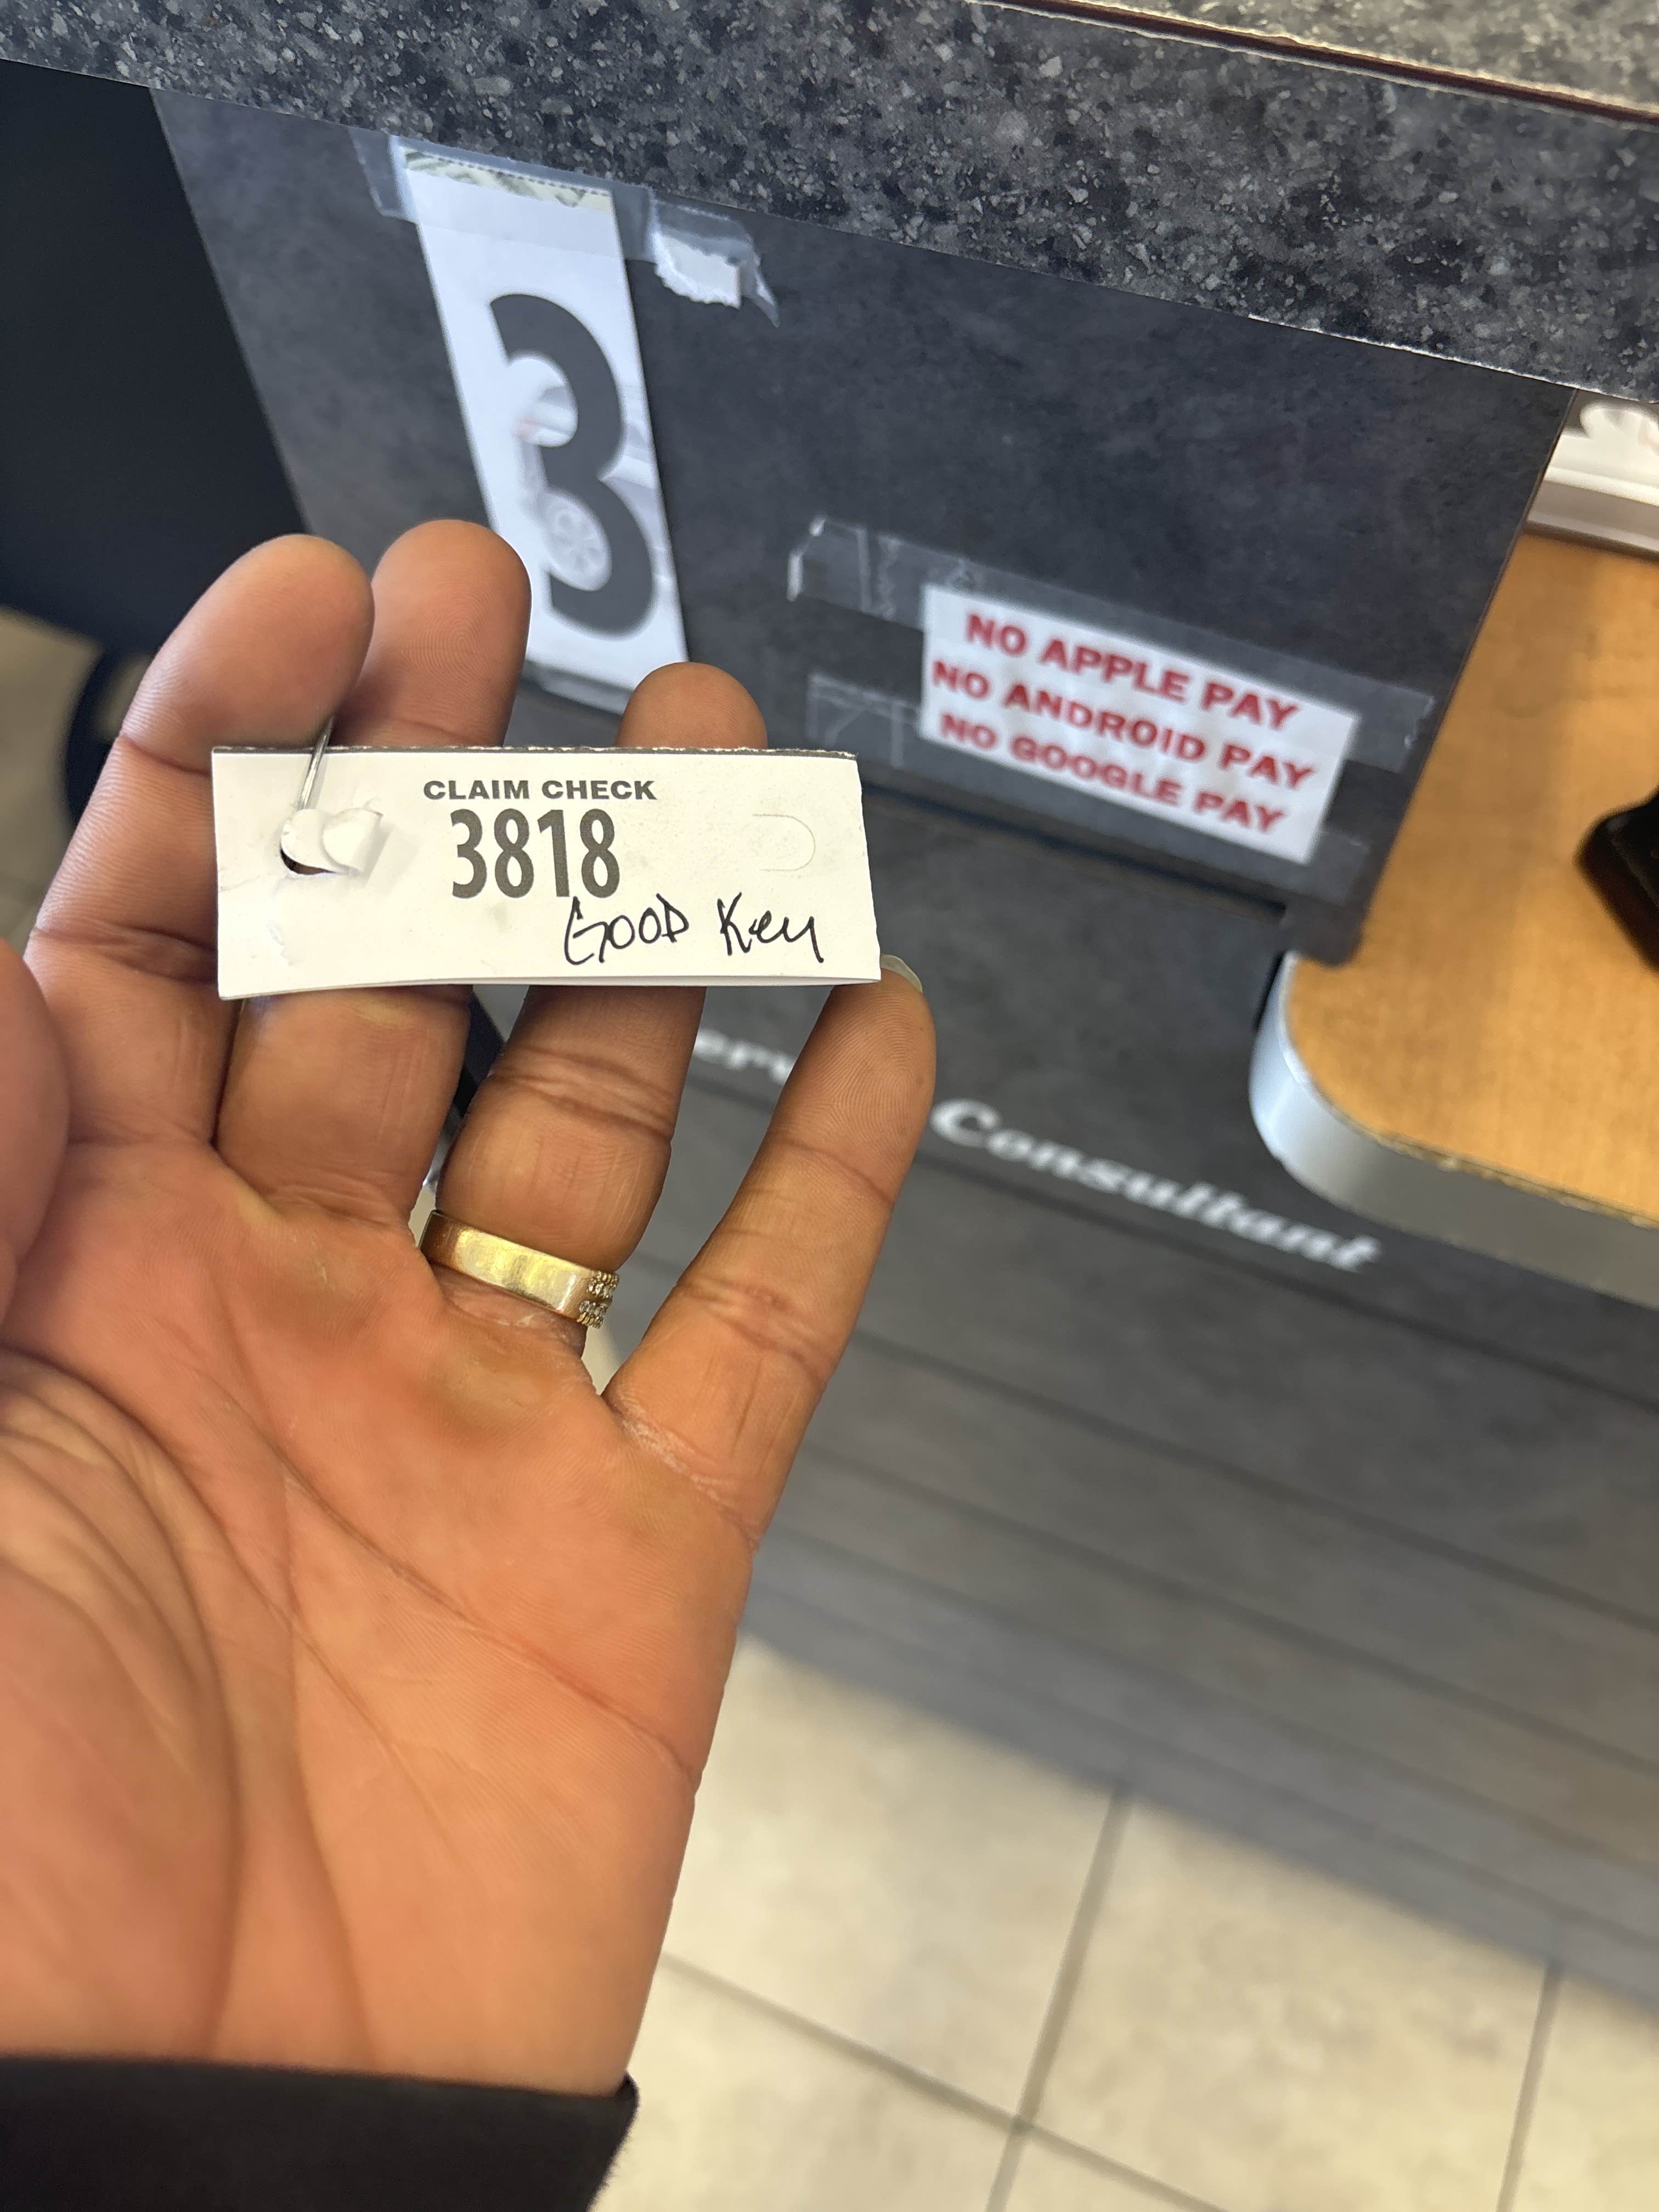 3
NO APPLE PAY
NO ANDROID PAY
NO GOOGLE PAY
CLAIM CHECK
3818
GOOD Key
Consultant